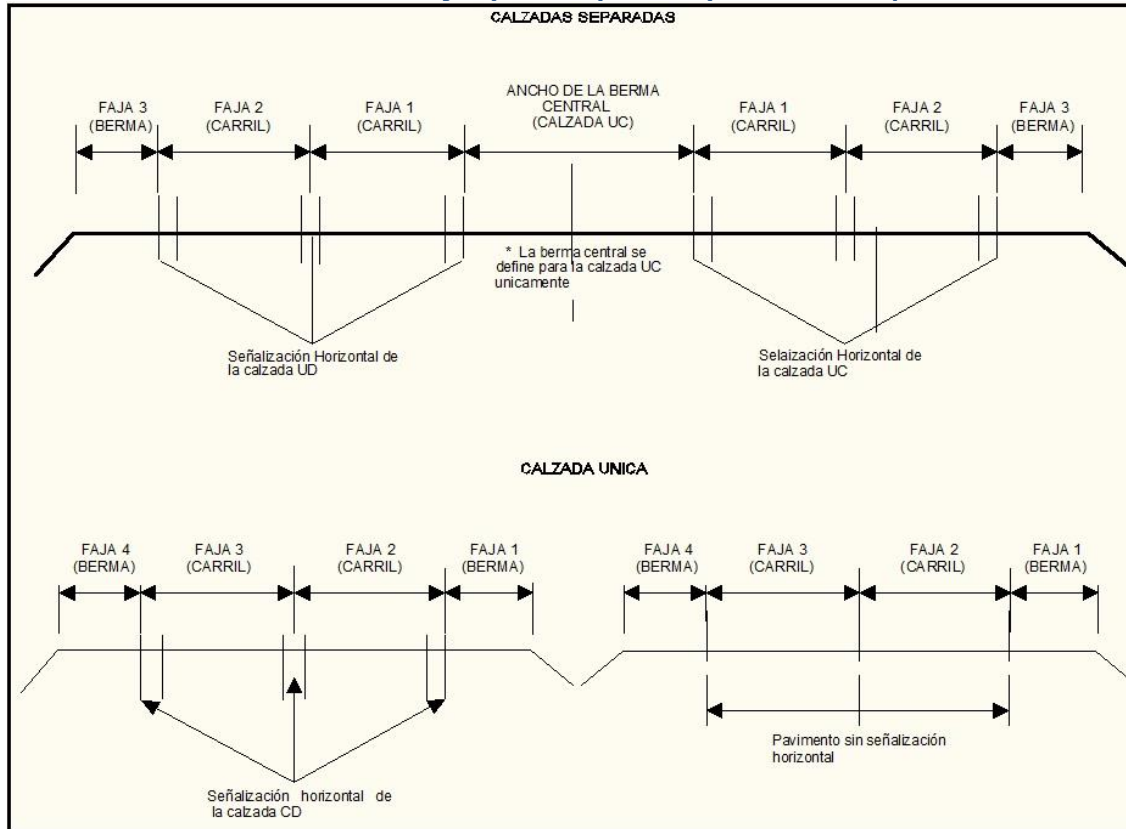 CALZADAS SEPARADAS
FAJA 3
(BERMA)
FAJA 2
(CARRIL)
FAJA 1
(CARRIL)
ANCHO DE LA BERMA
CENTRAL
(CALZADA UC)
FAJA 1
(CARRIL)
FAJA 2
(CARRIL)
FAJA 3
(BERMA)
* La berma central se
define para la calzada UC
unicamente
Señalización Horizontal de
la calzada UD
Selaización Horizontal de
la calzada UC
CALZADA UNICA
FAJA 4
(BERMA)
FAJA 3
(CARRIL)
FAJA 2
(CARRIL)
FAJA 1
(BERMA)
FAJA 4
(BERMA)
FAJA 3
(CARRIL)
FAJA 2
(CARRIL)
FAJA 1
(BERMA)
Pavimento sin señalización
horizontal
Señalización horizontal de
la calzada CD